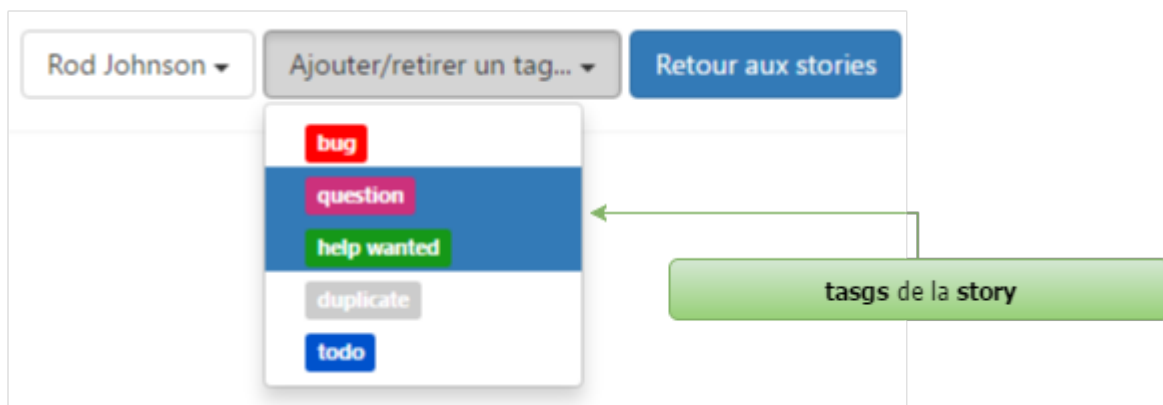 Rod Johnson
Ajouter/retirer un tag...
Retour aux stories
bug
question
help wanted
duplicate
todo
tasgs de la story